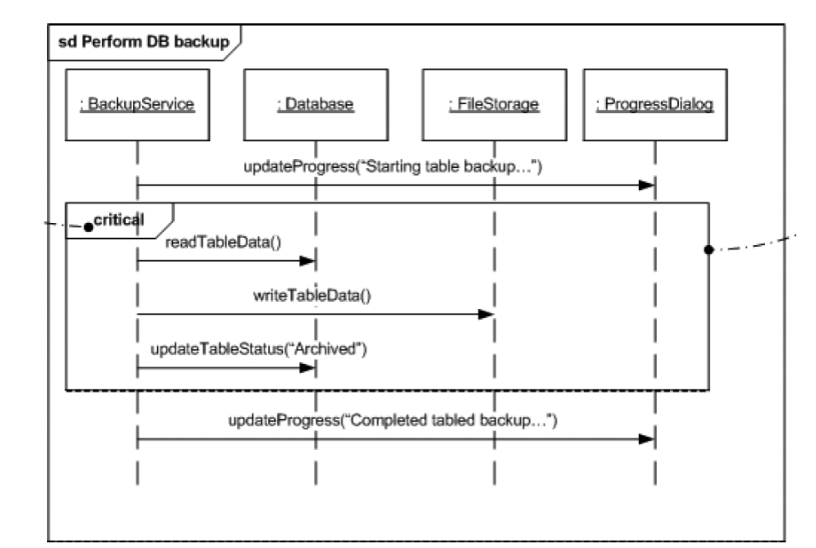 sd Perform DB backup
: BackupService
: Database
: FileStorage
: ProgressDialog
updateProgress(“Starting table backup…”)
critical
readTableData()
writeTableData()
updateTableStatus(“Archived”)
updateProgress(“Completed tabled backup…”)